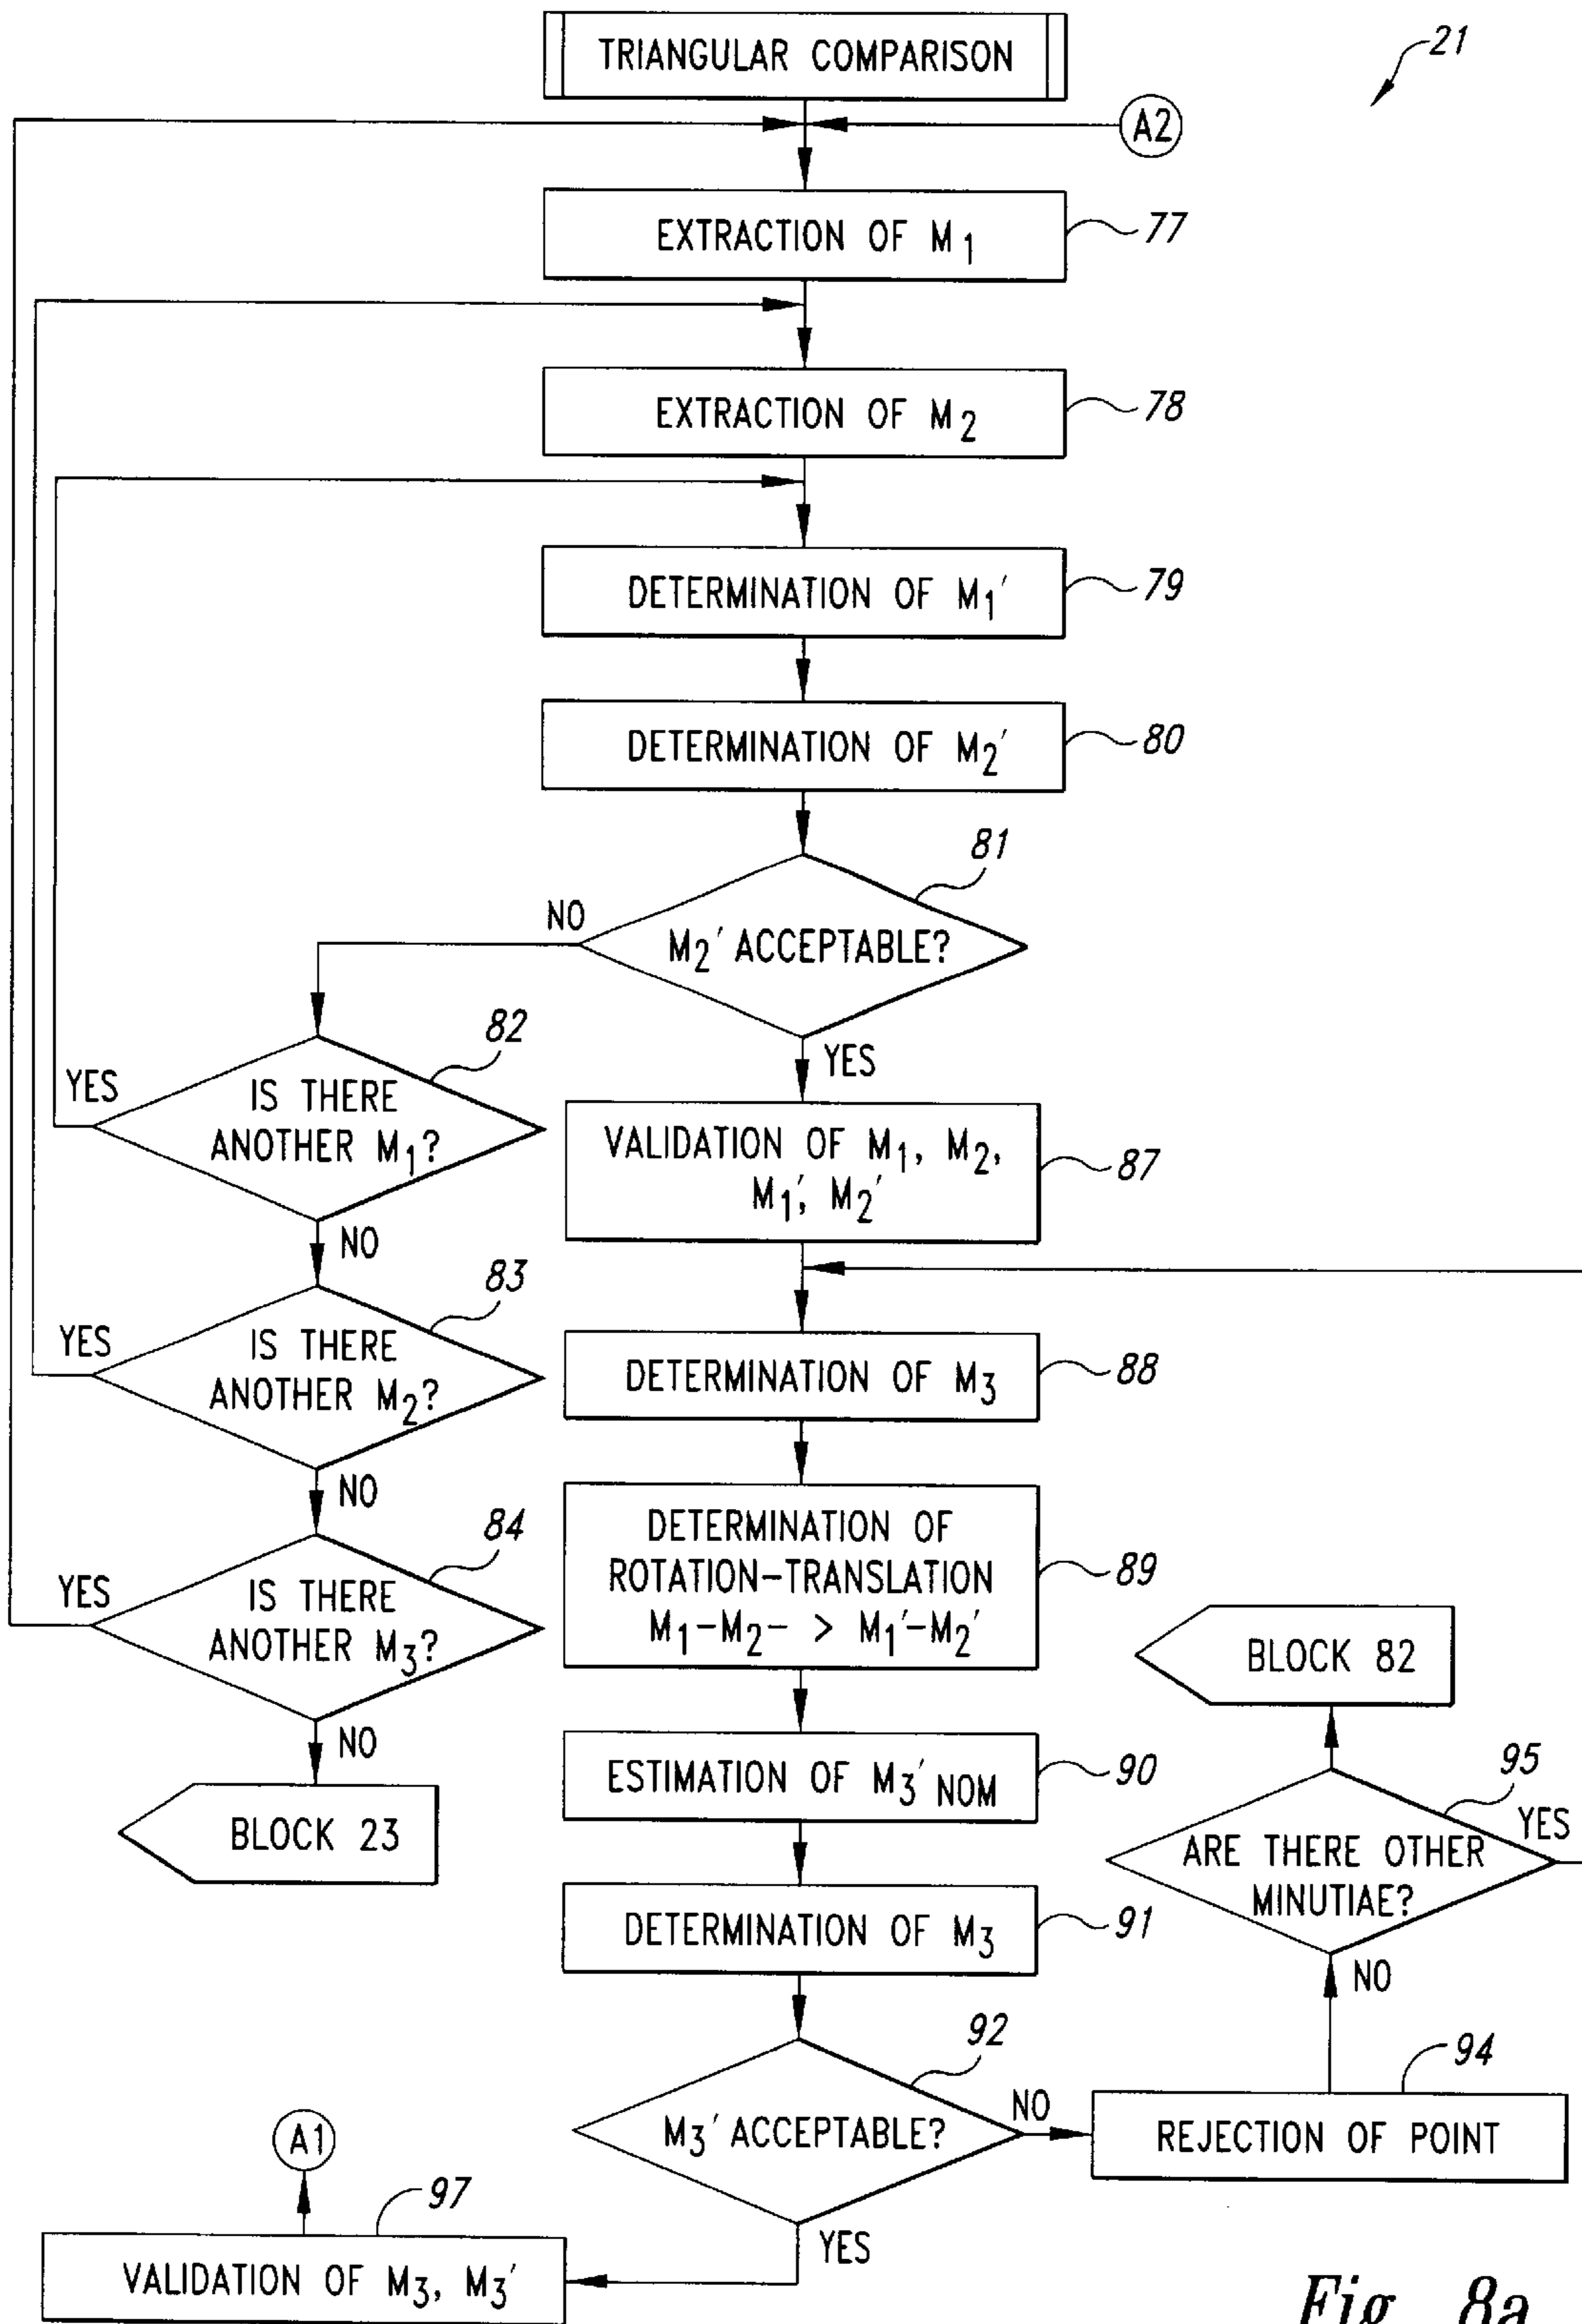 TRIANGULAR COMPARISON
21
A2
EXTRACTION OF M1
77
EXTRACTION OF M2
78
DETERMINATION OF M1'
79
DETERMINATION OF M2'
80
81
NO
M2' ACCEPTABLE?
YES
82
YES
IS THERE
ANOTHER M1?
NO
VALIDATION OF M1, M2,
M1', M2'
87
83
YES
IS THERE
ANOTHER M2?
NO
DETERMINATION OF M3
88
84
YES
IS THERE
ANOTHER M3?
NO
BLOCK 23
DETERMINATION OF
ROTATION-TRANSLATION
M1-M2- > M1'-M2'
89
ESTIMATION OF M3' NOM
90
DETERMINATION OF M3
91
BLOCK 82
95
YES
ARE THERE OTHER
MINUTIAE?
NO
92
M3' ACCEPTABLE?
NO
94
REJECTION OF POINT
YES
A1
97
VALIDATION OF M3, M3'
Fig. 8a